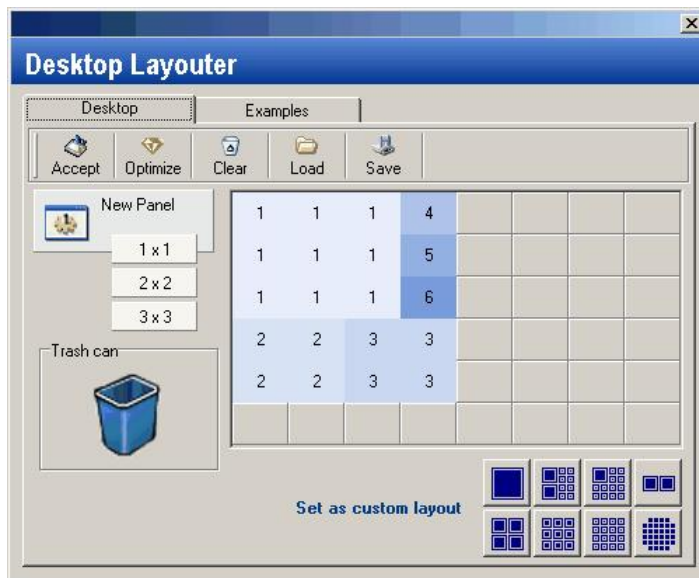 Desktop Layouter
Desktop Examples
Accept Optimize Clear Load Save
New Panel
1 x 1
2 x 2
3 x 3
Trash can
1 1 1 4
1 1 1 5
1 1 1 6
2 2 3 3
2 2 3 3
Set as custom layout